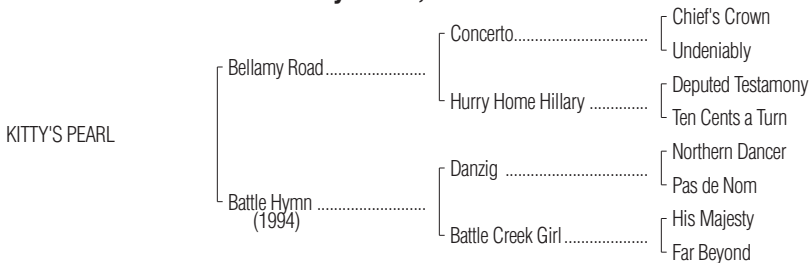 Chief's Crown
Concerto
Undeniably
Bellamy Road
Deputed Testamony
Hurry Home Hillary
Ten Cents a Turn
KITTY'S PEARL
Northern Dancer
Danzig
Pas de Nom
Battle Hymn
(1994)
His Majesty
Battle Creek Girl
Far Beyond